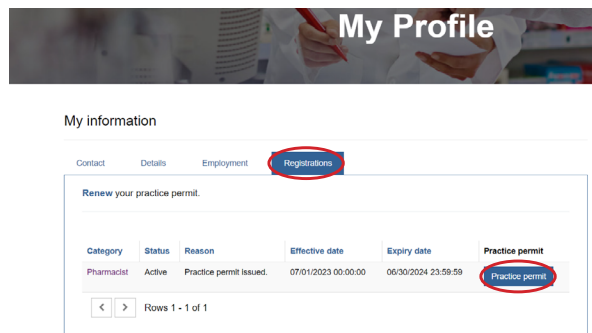 My Profile
My information
Contact Details Employment Registrations
Renew your practice permit.
Category Status Reason Effective date Expiry date Practice permit
Pharmacist Active Practice permit issued. 07/01/2023 00:00:00 06/30/2024 23:59:59 Practice permit
< > Rows 1 - 1 of 1